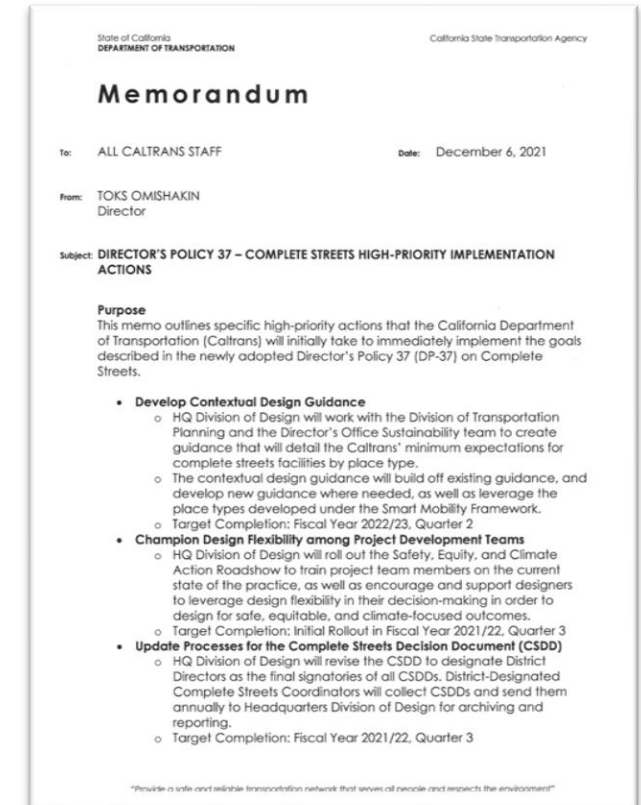 State of California
DEPARTMENT OF TRANSPORTATION
California State Transportation Agency
Memorandum
To: ALL CALTRANS STAFF
Date: December 6, 2021
From: TOKS OMISHAKIN
Director
Subject: DIRECTOR'S POLICY 37 – COMPLETE STREETS HIGH-PRIORITY IMPLEMENTATION
ACTIONS
Purpose
This memo outlines specific high-priority actions that the California Department
of Transportation (Caltrans) will initially take to immediately implement the goals
described in the newly adopted Director's Policy 37 (DP-37) on Complete
Streets.
• Develop Contextual Design Guidance
o HQ Division of Design will work with the Division of Transportation
Planning and the Director's Office Sustainability team to create
guidance that will detail the Caltrans' minimum expectations for
complete streets facilities by place type.
o The contextual design guidance will build off existing guidance, and
develop new guidance where needed, as well as leverage the
place types developed under the Smart Mobility Framework.
o Target Completion: Fiscal Year 2022/23, Quarter 2
• Champion Design Flexibility among Project Development Teams
o HQ Division of Design will roll out the Safety, Equity, and Climate
Action Roadshow to train project team members on the current
state of the practice, as well as encourage and support designers
to leverage design flexibility in their decision-making in order to
design for safe, equitable, and climate-focused outcomes.
o Target Completion: Initial Rollout in Fiscal Year 2021/22, Quarter 3
• Update Processes for the Complete Streets Decision Document (CSDD)
o HQ Division of Design will revise the CSDD to designate District
Directors as the final signatories of all CSDDs. District-Designated
Complete Streets Coordinators will collect CSDDs and send them
annually to Headquarters Division of Design for archiving and
reporting.
o Target Completion: Fiscal Year 2021/22, Quarter 3
"Provide a safe and reliable transportation network that serves all people and respects the environment"